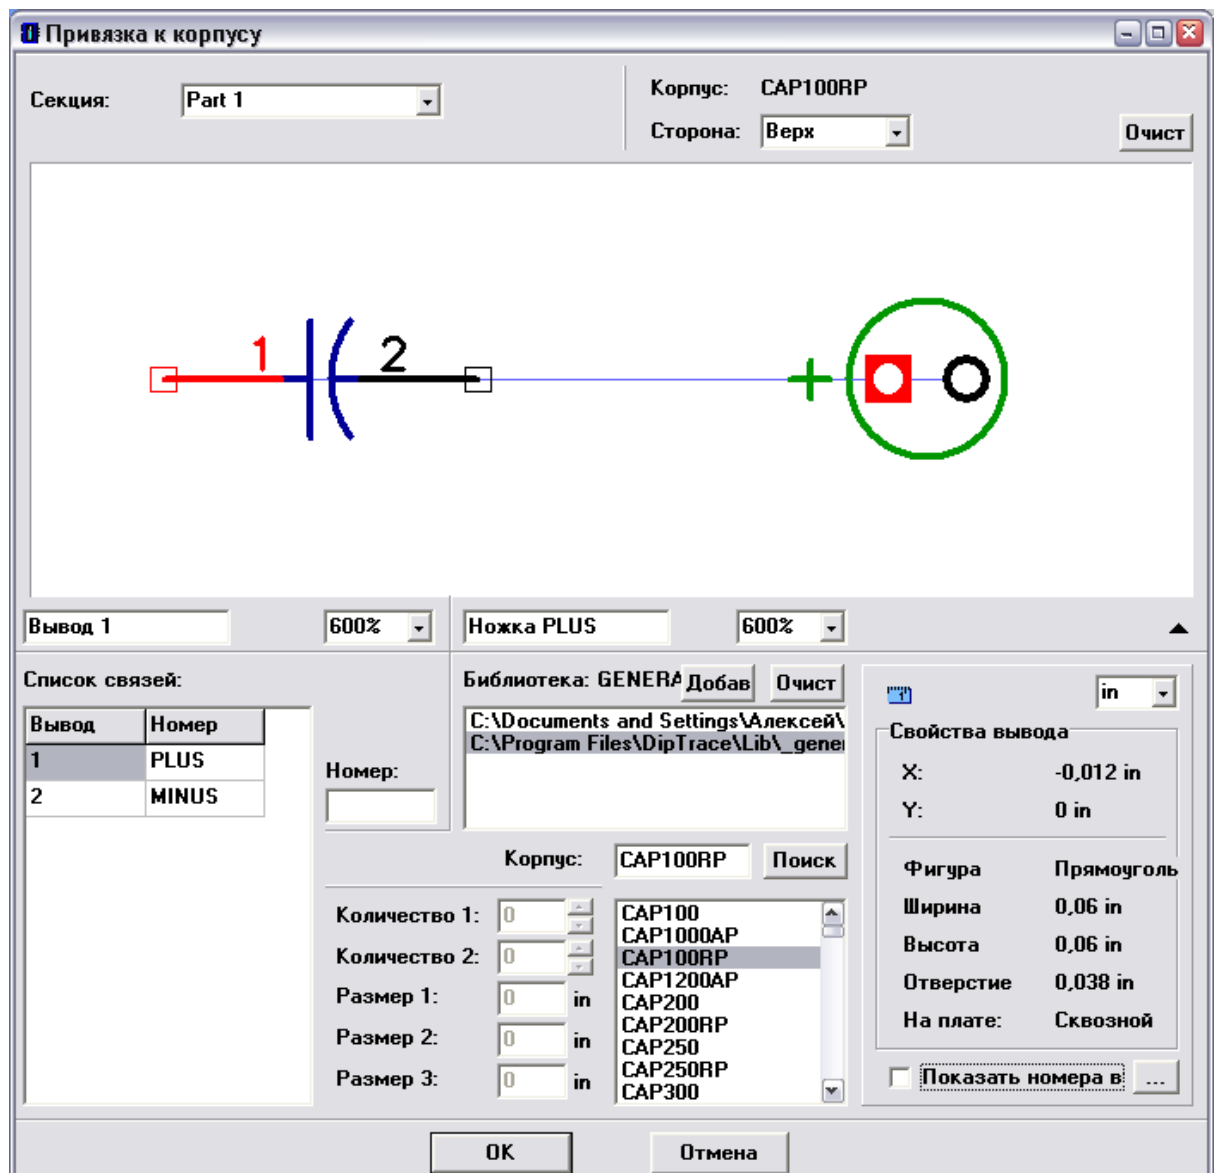 Привязка к корпусу
Секция: Part 1
Корпус: CAP100RP
Сторона: Верх Очист
1 2
Вывод 1 600% Ножка PLUS 600%
Список связей:
Вывод Номер
1 PLUS
2 MINUS
Номер:
Библиотека: GENERA Добав Очист
C:\Documents and Settings\Алексей\
C:\Program Files\DipTrace\Lib\_gener
Корпус: CAP100RP Поиск
Количество 1: 0
Количество 2: 0
Размер 1: 0 in
Размер 2: 0 in
Размер 3: 0 in
CAP100
CAP1000AP
CAP100RP
CAP1200AP
CAP200
CAP200RP
CAP250
CAP250RP
CAP300
in
Свойства вывода
X: -0,012 in
Y: 0 in
Фигура Прямоуголь
Ширина 0,06 in
Высота 0,06 in
Отверстие 0,038 in
На плате: Сквозной
Показать номера в ...
OK Отмена